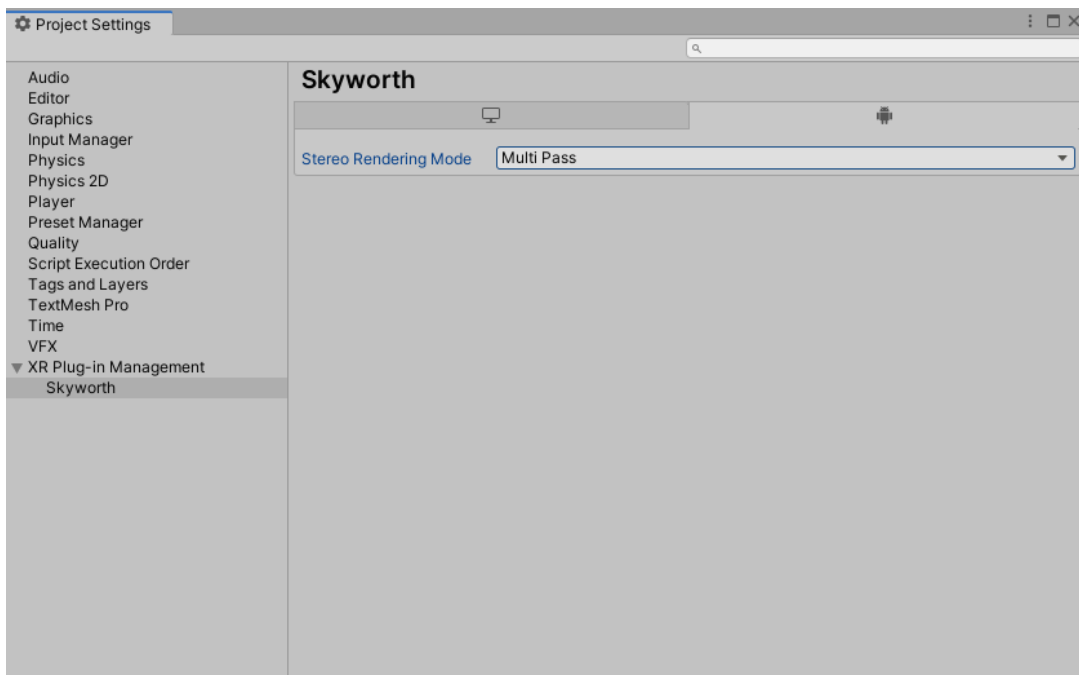 Project Settings
Audio
Editor
Graphics
Input Manager
Physics
Physics 2D
Player
Preset Manager
Quality
Script Execution Order
Tags and Layers
TextMesh Pro
Time
VFX
XR Plug-in Management
Skyworth
Skyworth
Stereo Rendering Mode Multi Pass